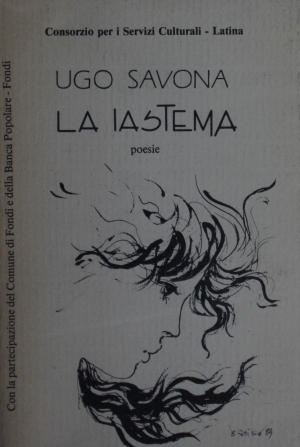 Consorzio per i Servizi Culturali - Latina
UGO SAVONA
LA IASTEMA
poesie
Con la partecipazione del Comune di Fondi e della Banca Popolare - Fondi